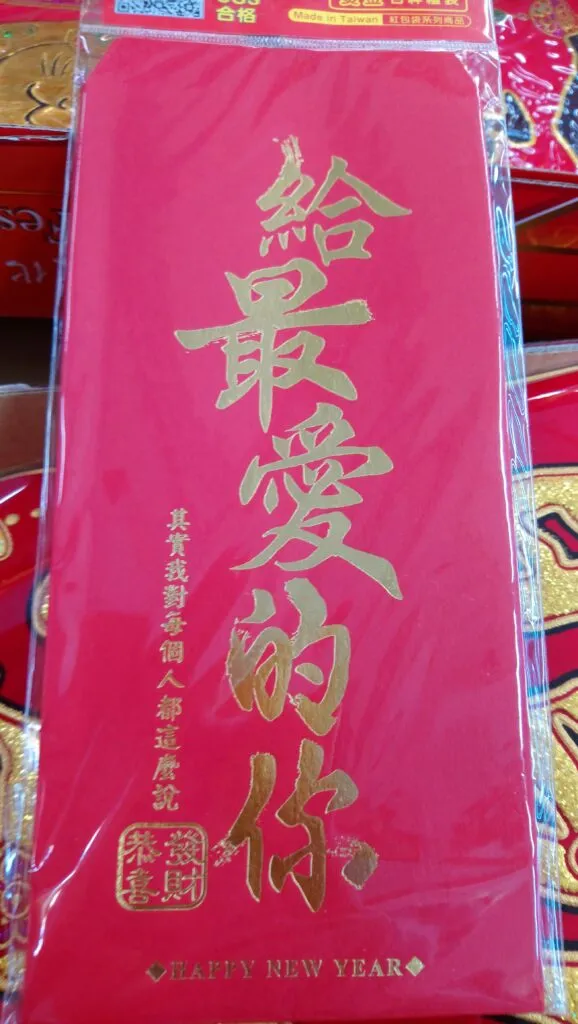 合格
Made in Taiwan
紅包袋系列商品
給最愛的你
其實我對每個人都這麼說
恭喜發財
HAPPY NEW YEAR